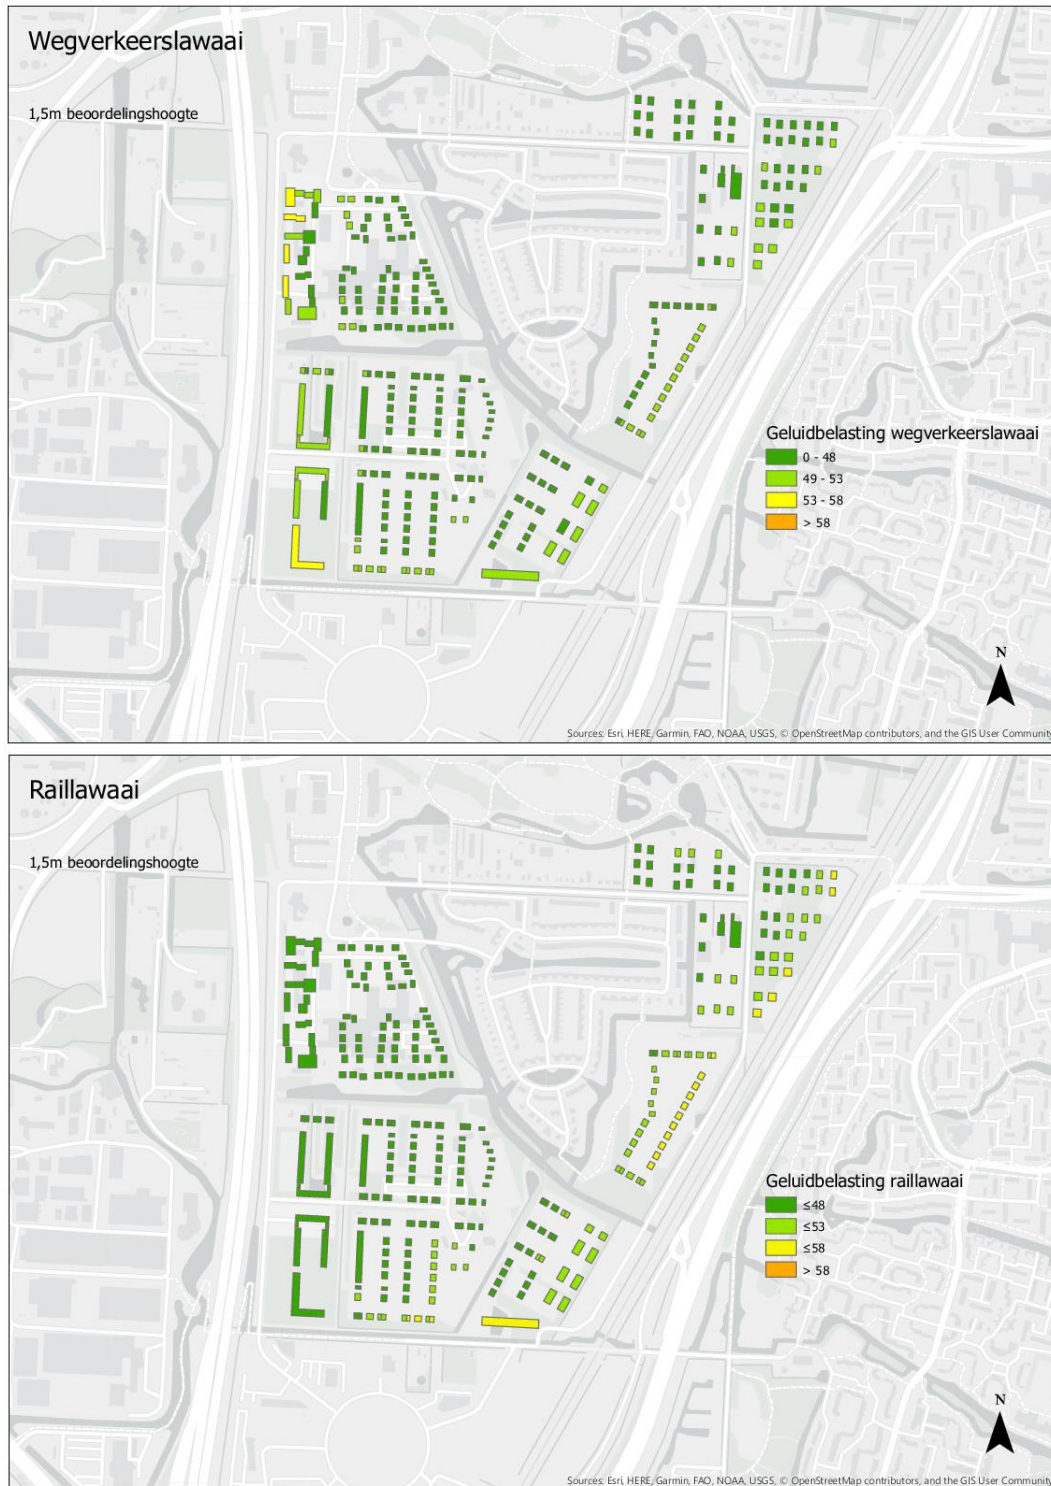 Wegverkeerslawaai
1,5m beoordelingshoogte
Geluidbelasting wegverkeerslawaai
0 - 48
49 - 53
53 - 58
> 58
N
Sources: Esri, HERE, Garmin, FAO, NOAA, USGS, © OpenStreetMap contributors, and the GIS User Community
Raillawaai
1,5m beoordelingshoogte
Geluidbelasting raillawaai
≤48
≤53
≤58
> 58
N
Sources: Esri, HERE, Garmin, FAO, NOAA, USGS, © OpenStreetMap contributors, and the GIS User Community